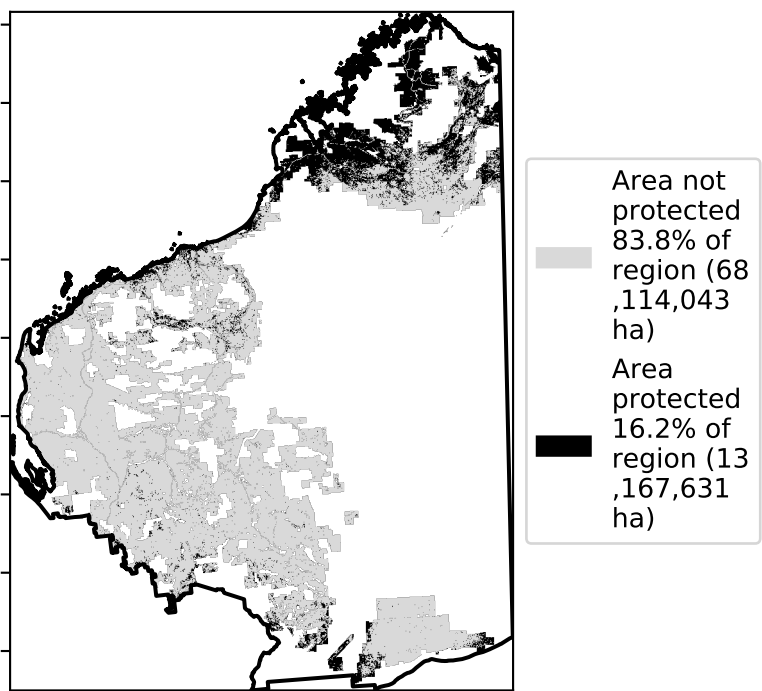 Area not
protected
83.8% of
region (68
,114,043
ha)
Area
protected
16.2% of
region (13
,167,631
ha)